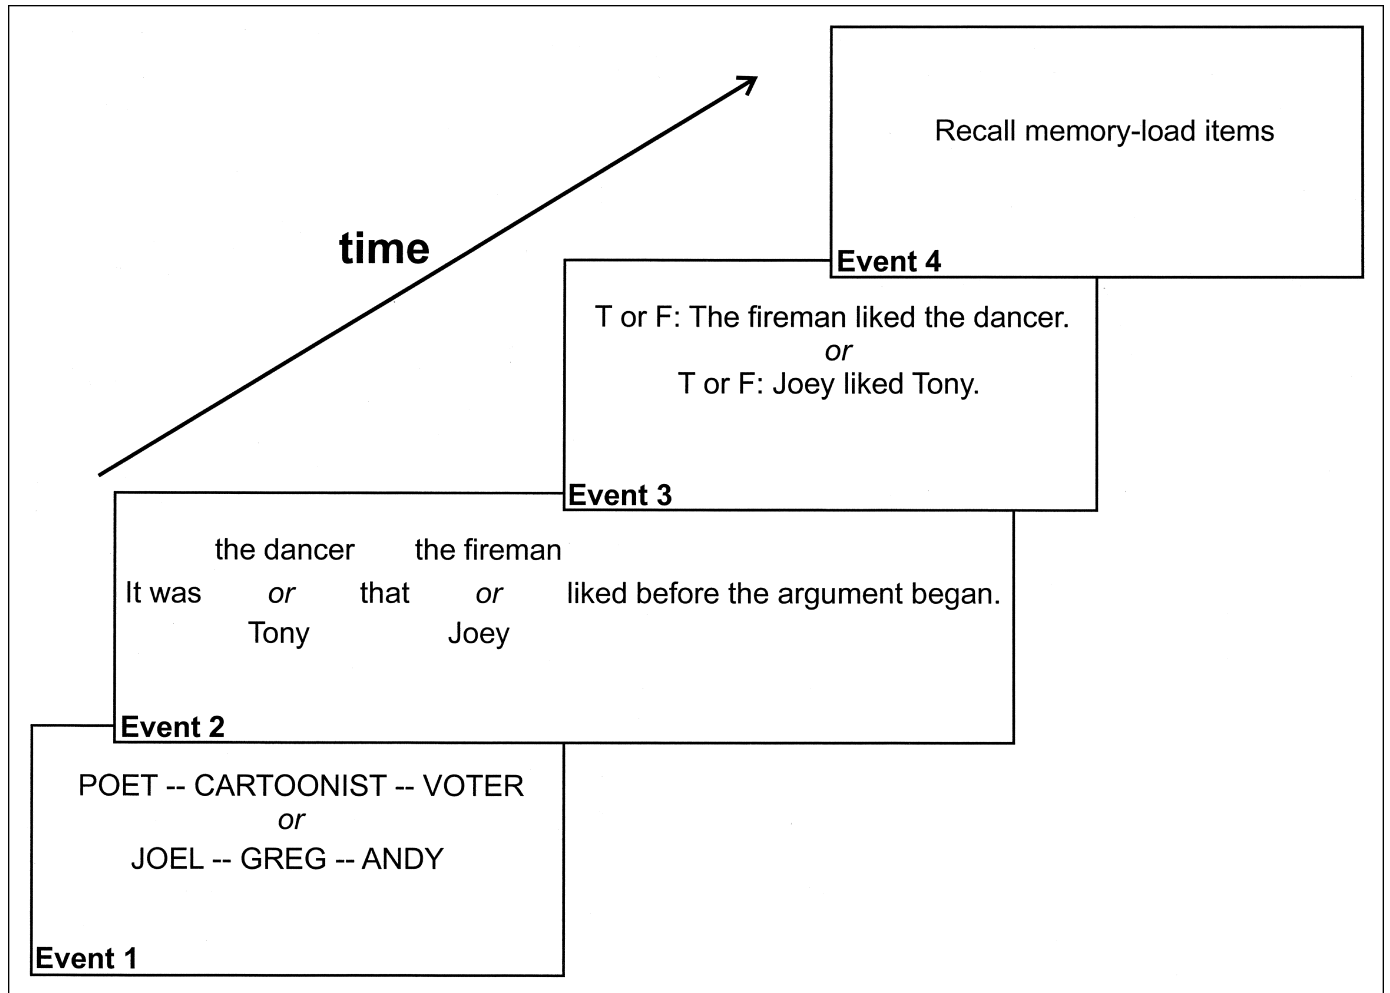 Recall memory-load items
Event 4
time
T or F: The fireman liked the dancer.
or
T or F: Joey liked Tony.
Event 3
the dancer the fireman
It was or that or liked before the argument began.
Tony Joey
Event 2
POET -- CARTOONIST -- VOTER
or
JOEL -- GREG -- ANDY
Event 1